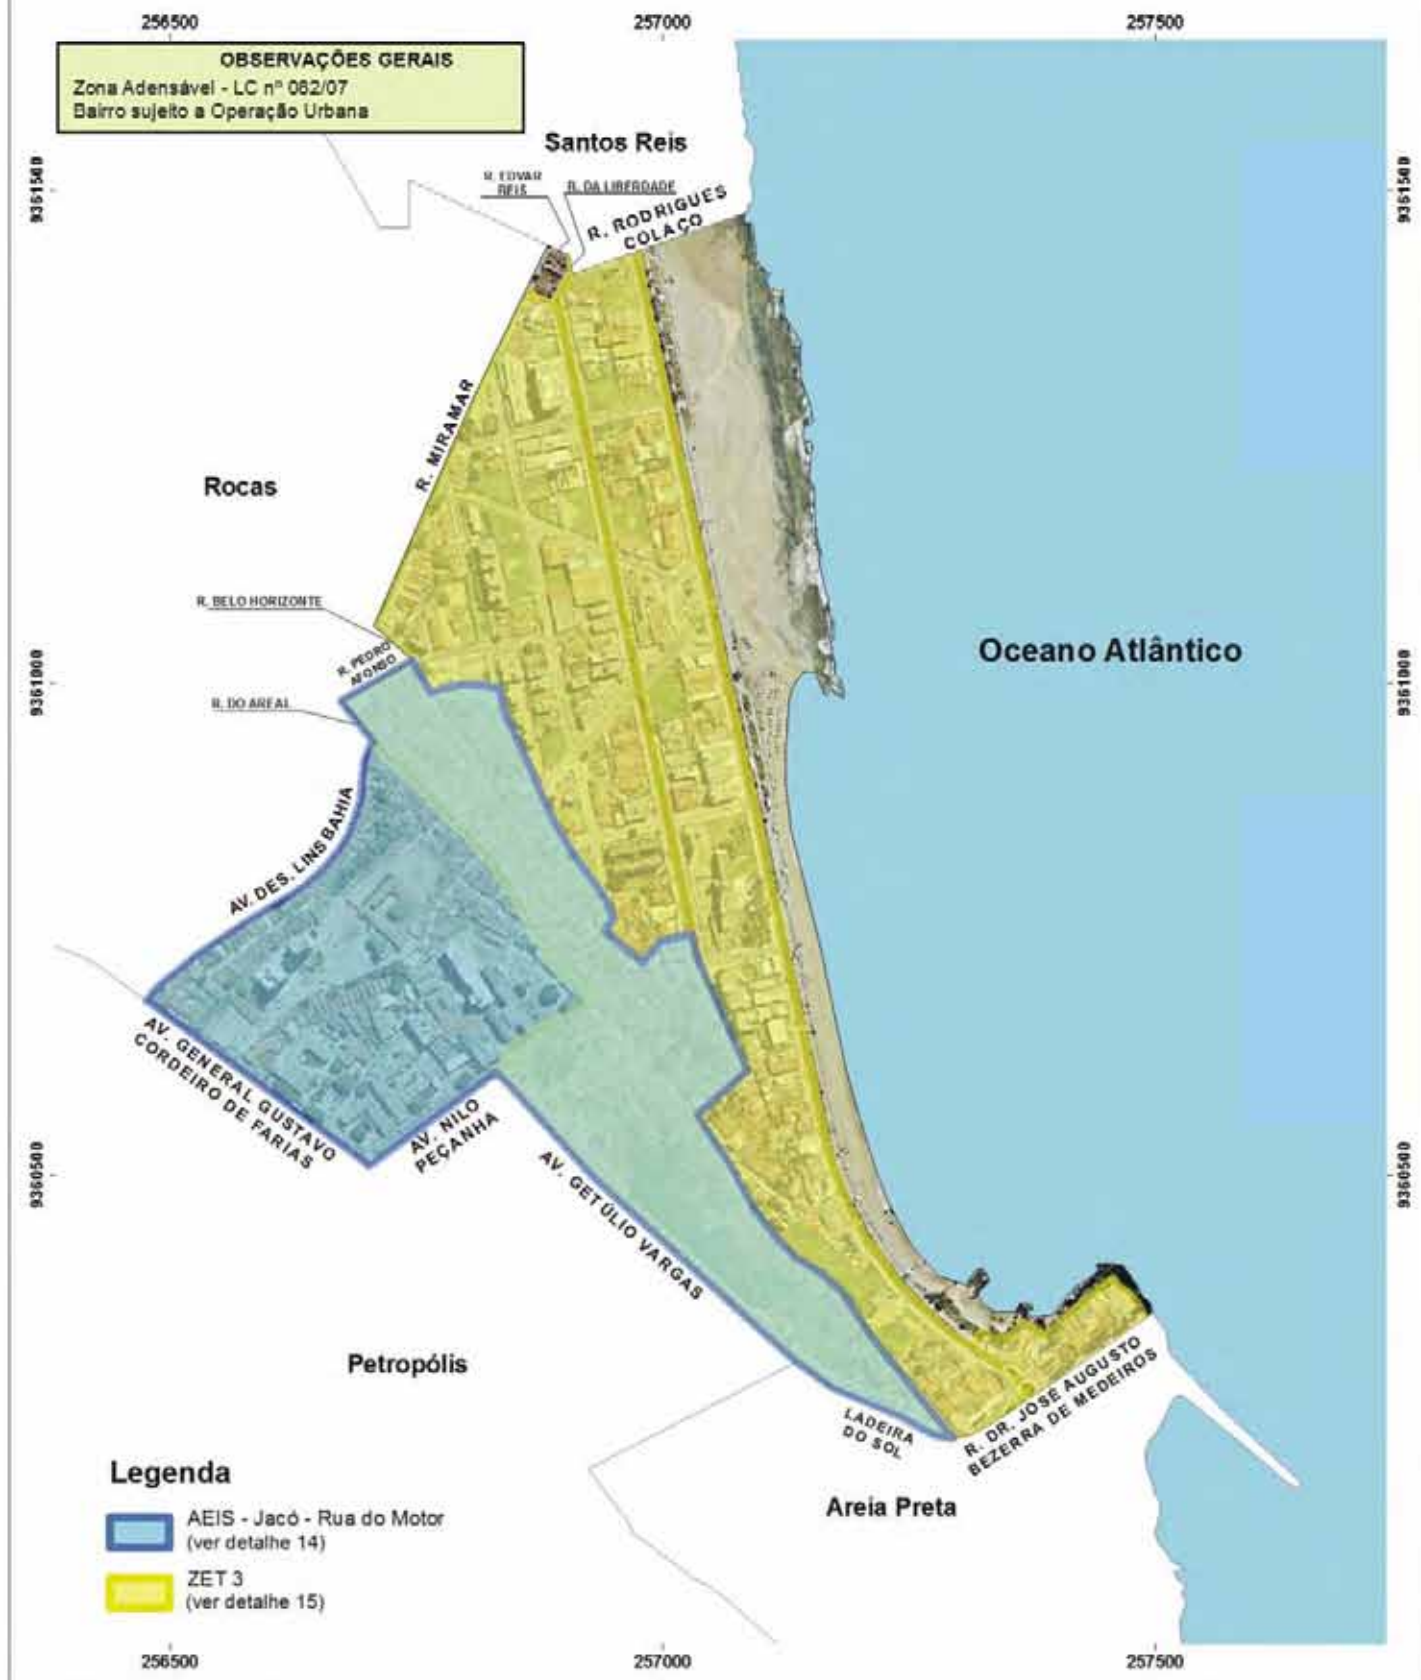 256500
257000
257500
OBSERVAÇÕES GERAIS
Zona Adensável - LC nº 082/07
Bairro sujeito a Operação Urbana
Santos Reis
9361500
9361500
R. EDVAR
REIS
R. DA LIBERDADE
R. RODRIGUES
COLAÇO
R. MIRAMAR
Rocas
R. BELO HORIZONTE
R. PEDRO
AFONSO
Oceano Atlântico
9361000
9361000
R. DO AREAL
AV. DES. LINS BAHIA
AV. GENERAL GUSTAVO
CORDEIRO DE FARIAS
AV. NILO
PEÇANHA
9360500
9360500
AV. GETÚLIO VARGAS
Petropólis
LADEIRA
DO SOL
R. DR. JOSÉ AUGUSTO
BEZERRA DE MEDEIROS
Areia Preta
Legenda
AEIS - Jacó - Rua do Motor
(ver detalhe 14)
ZET 3
(ver detalhe 15)
256500
257000
257500